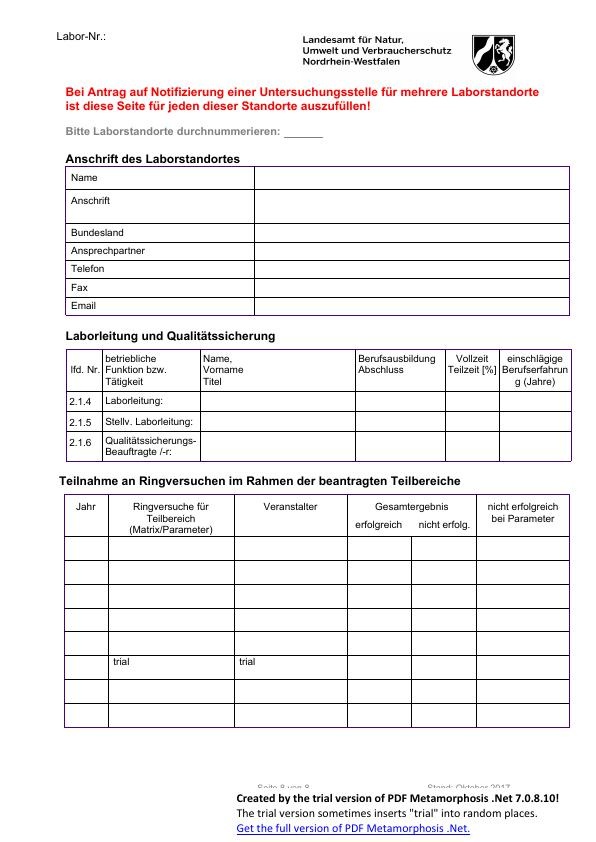 Labor-Nr.:
Landesamt für Natur,
Umwelt und Verbraucherschutz
Nordrhein-Westfalen
Bei Antrag auf Notifizierung einer Untersuchungsstelle für mehrere Laborstandorte
ist diese Seite für jeden dieser Standorte auszufüllen!
Bitte Laborstandorte durchnummerieren: ______
Anschrift des Laborstandortes
Name
Anschrift
Bundesland
Ansprechpartner
Telefon
Fax
Email
Laborleitung und Qualitätssicherung
lfd. Nr.
betriebliche
Funktion bzw.
Tätigkeit
Name,
Vorname
Titel
Berufsausbildung
Abschluss
Vollzeit
Teilzeit [%]
einschlägige
Berufserfahrun
g (Jahre)
2.1.4 Laborleitung:
2.1.5 Stellv. Laborleitung:
2.1.6 Qualitätssicherungs-
Beauftragte /-r:
Teilnahme an Ringversuchen im Rahmen der beantragten Teilbereiche
Jahr
Ringversuche für
Teilbereich
(Matrix/Parameter)
Veranstalter
Gesamtergebnis
erfolgreich nicht erfolg.
nicht erfolgreich
bei Parameter
trial trial
Seite 8 von 8 Stand: Oktober 2017
Created by the trial version of PDF Metamorphosis .Net 7.0.8.10!
The trial version sometimes inserts "trial" into random places.
Get the full version of PDF Metamorphosis .Net.